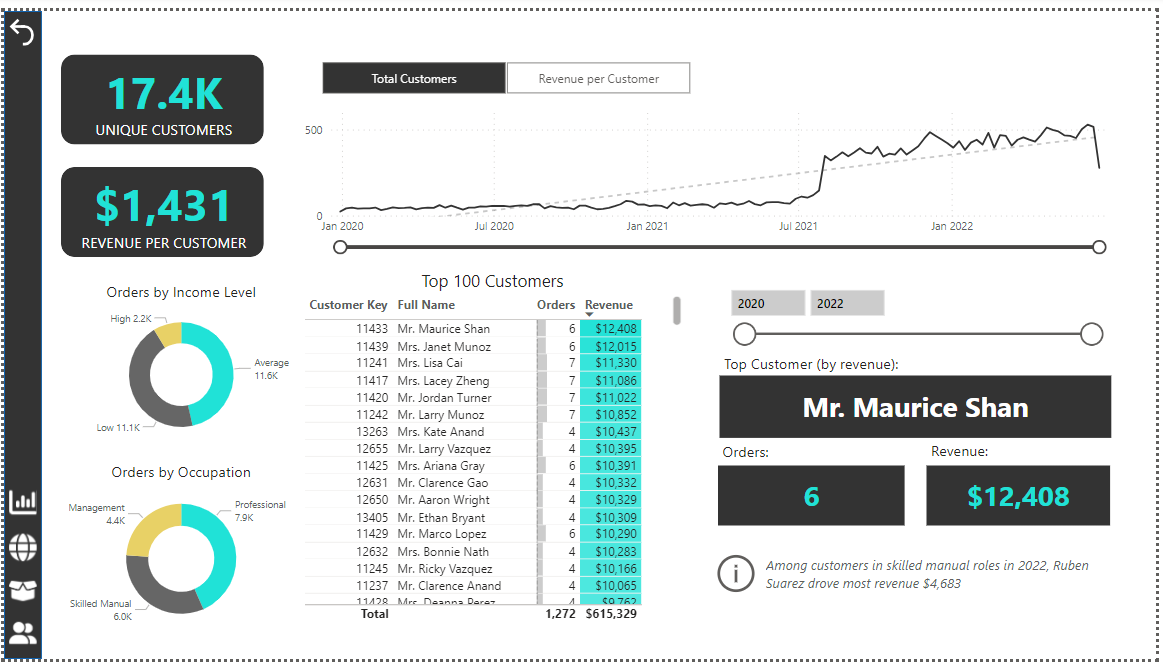 17.4K
UNIQUE CUSTOMERS
$1,431
REVENUE PER CUSTOMER
Total Customers
Revenue per Customer
500
0
Jan 2020 Jul 2020 Jan 2021 Jul 2021 Jan 2022
Orders by Income Level
High 2.2K
Average
11.6K
Low 11.1K
Orders by Occupation
Management
4.4K
Professional
7.9K
Skilled Manual
6.0K
Top 100 Customers
Customer Key Full Name Orders Revenue
11433 Mr. Maurice Shan 6 $12,408
11439 Mrs. Janet Munoz 6 $12,015
11241 Mrs. Lisa Cai 7 $11,330
11417 Mrs. Lacey Zheng 7 $11,086
11420 Mr. Jordan Turner 7 $11,022
11242 Mr. Larry Munoz 7 $10,852
13263 Mrs. Kate Anand 4 $10,437
12655 Mr. Larry Vazquez 4 $10,395
11425 Mrs. Ariana Gray 6 $10,391
12631 Mr. Clarence Gao 4 $10,332
12650 Mr. Aaron Wright 4 $10,329
13405 Mr. Ethan Bryant 4 $10,309
11429 Mr. Marco Lopez 6 $10,290
12632 Mrs. Bonnie Nath 4 $10,283
11245 Mr. Ricky Vazquez 4 $10,166
11237 Mr. Clarence Anand 4 $10,065
11428 Mrs. Deanna Perez 4 $9,762
Total 1,272 $615,329
2020 2022
Top Customer (by revenue):
Mr. Maurice Shan
Orders:
6
Revenue:
$12,408
Among customers in skilled manual roles in 2022, Ruben
Suarez drove most revenue $4,683